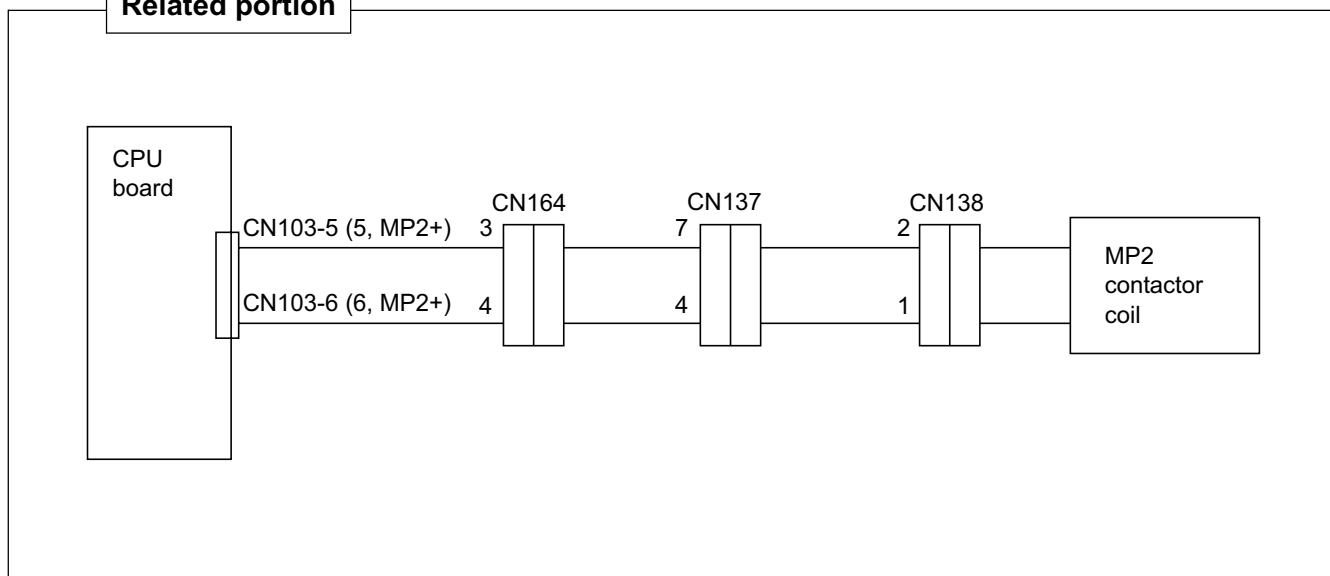 Related portion
CPU
board
CN164
CN137
CN138
CN103-5 (5, MP2+)
3
7
2
CN103-6 (6, MP2+)
4
4
1
MP2
contactor
coil